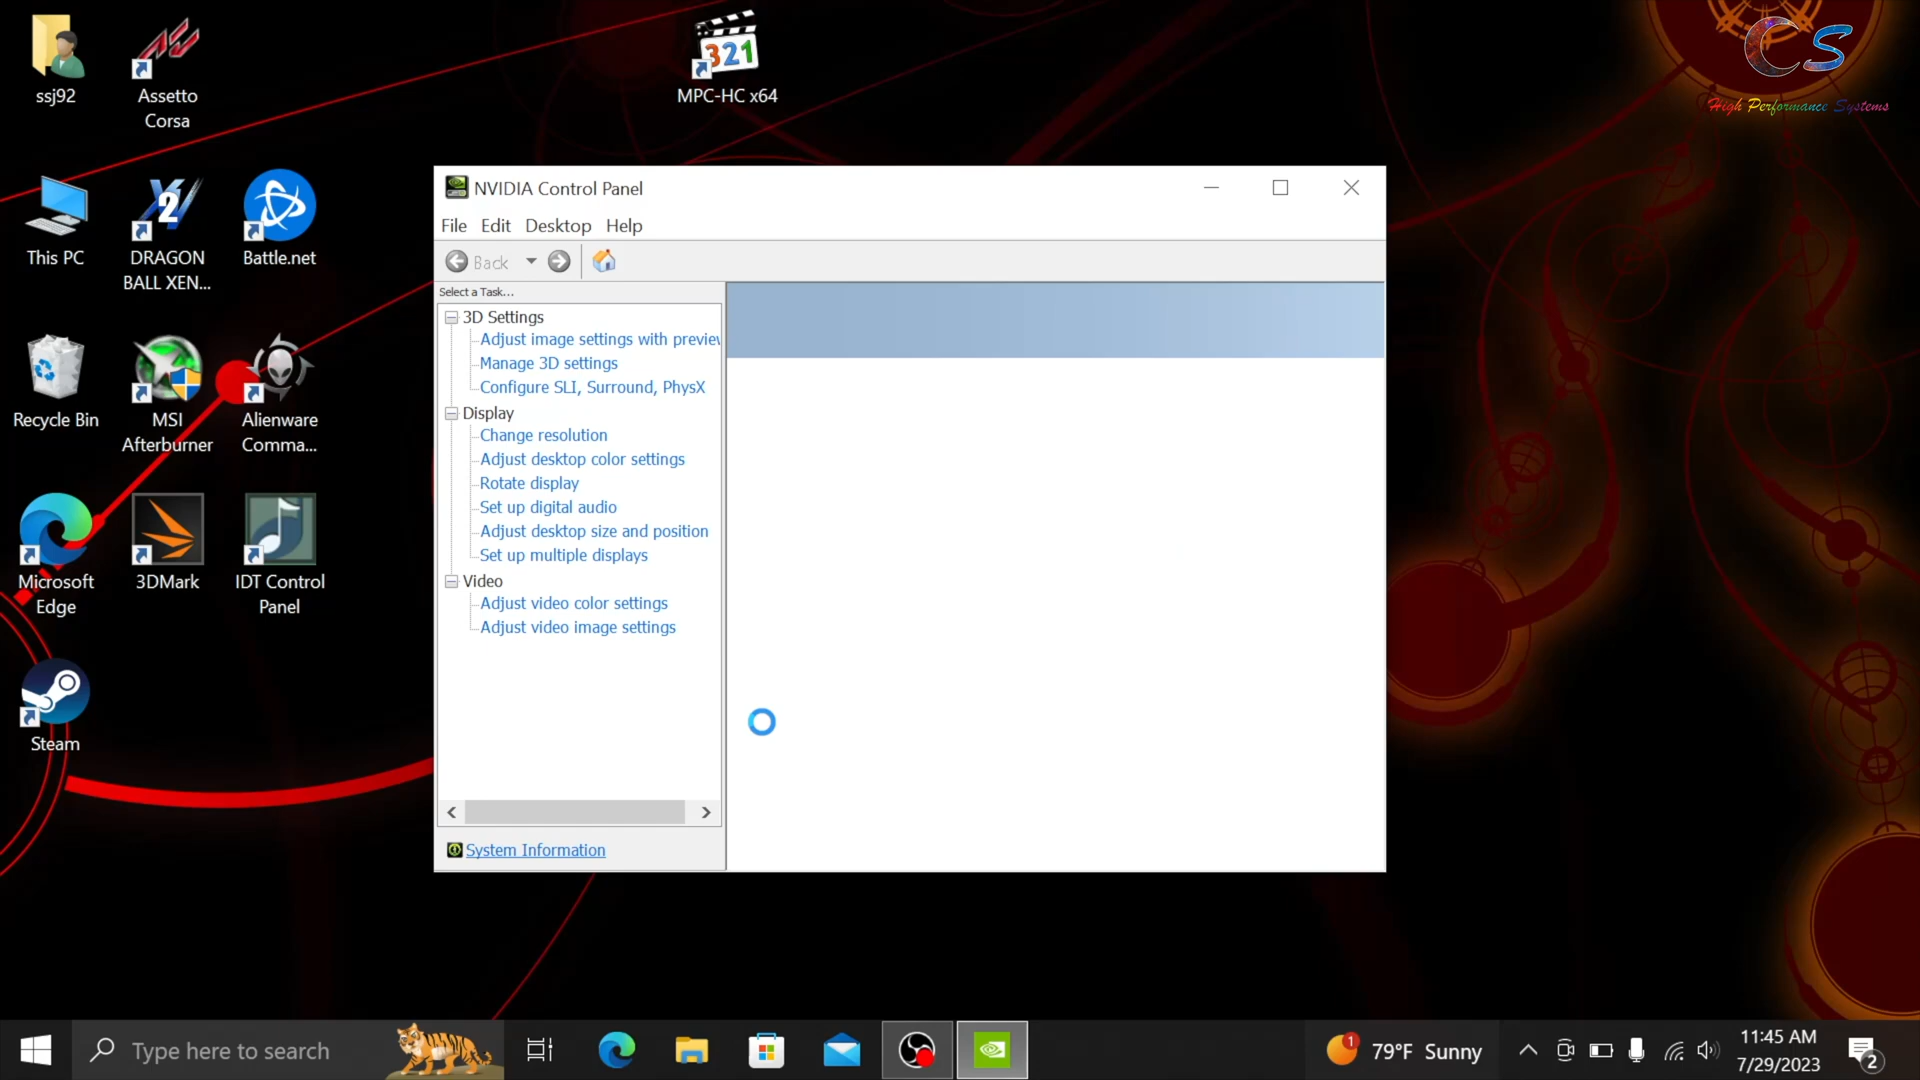 ssj92
Assetto
Corsa
321
MPC-HC x64
CS
High Performance Systems
This PC
2
DRAGON
BALL XEN...
Battle.net
Recycle Bin
MSI
Afterburner
Alienware
Comma...
Microsoft
Edge
3DMark
IDT Control
Panel
Steam
NVIDIA Control Panel
File Edit Desktop Help
Back
Select a Task...
3D Settings
Adjust image settings with preview
Manage 3D settings
Configure SLI, Surround, PhysX
Display
Change resolution
Adjust desktop color settings
Rotate display
Set up digital audio
Adjust desktop size and position
Set up multiple displays
Video
Adjust video color settings
Adjust video image settings
System Information
Type here to search
1
79°F Sunny
11:45 AM
7/29/2023
2